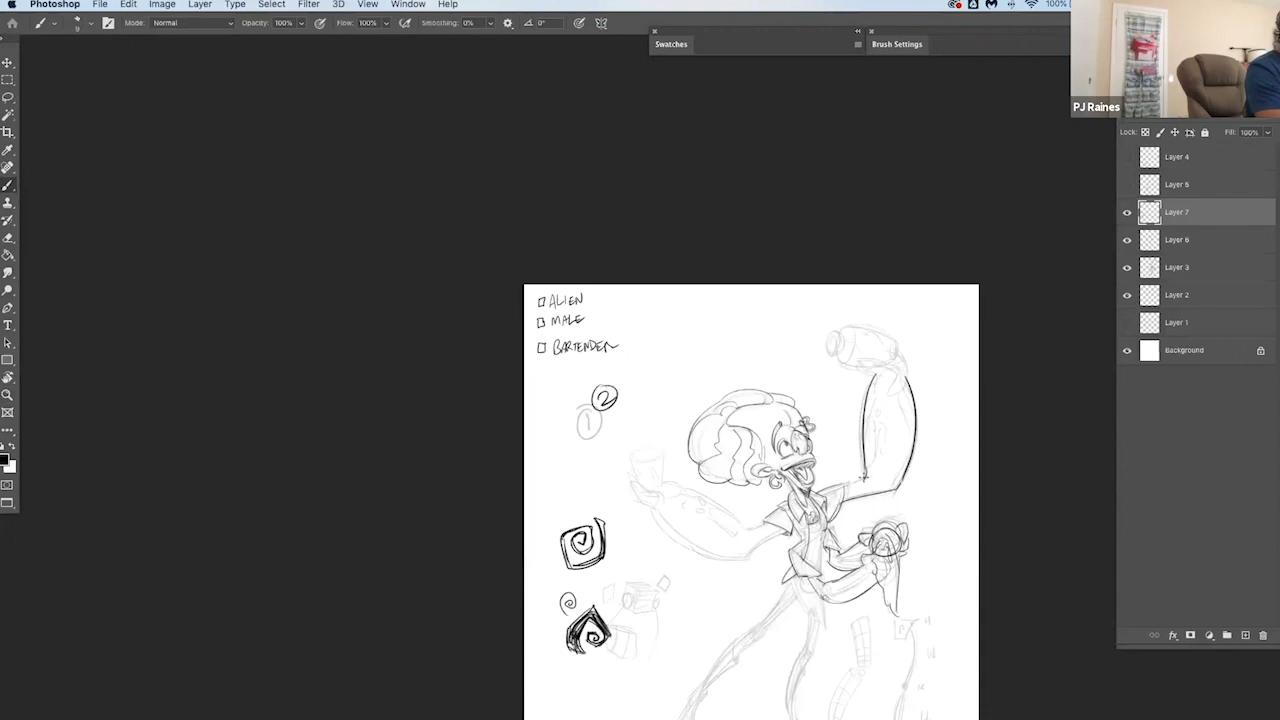 Photoshop File Edit Image Layer Type Select Filter 3D View Window Help 100%
Mode: Normal Opacity: 100% Flow: 100% Smoothing: 0% 0°
Swatches
Brush Settings
PJ Raines
Lock: Fill: 100%
Layer 4
Layer 5
Layer 7
Layer 6
Layer 3
Layer 2
Layer 1
Background
ALIEN
MALE
BARTENDER
2
1